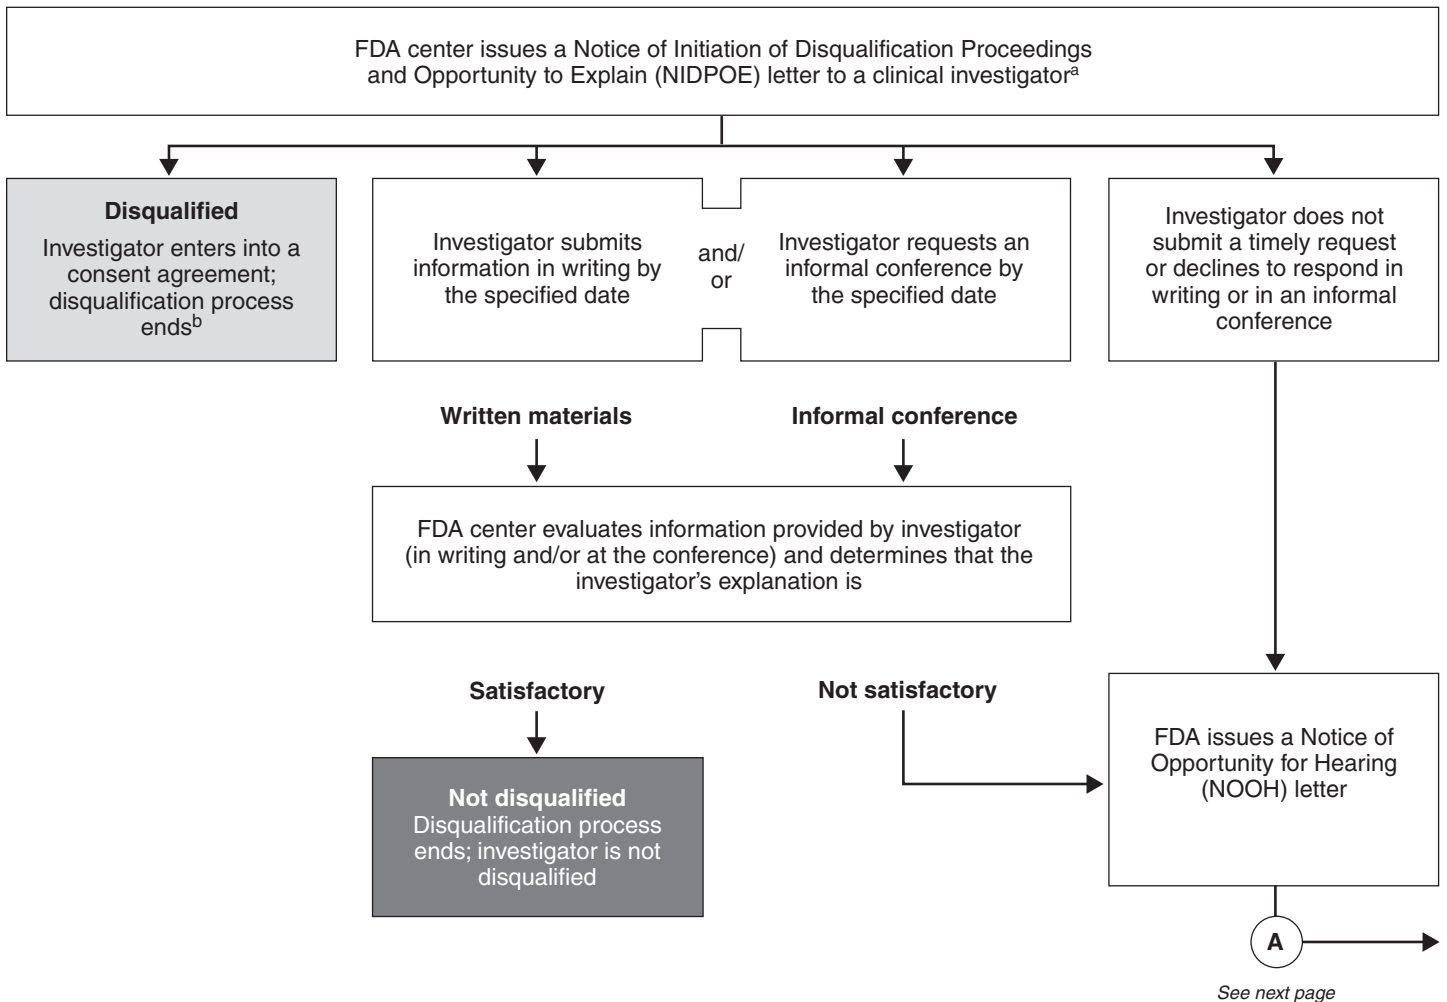 FDA center issues a Notice of Initiation of Disqualification Proceedings
and Opportunity to Explain (NIDPOE) letter to a clinical investigatorᵃ
Disqualified
Investigator enters into a
consent agreement;
disqualification process
endsᵇ
Investigator submits
information in writing by
the specified date
and/
or
Investigator requests an
informal conference by
the specified date
Investigator does not
submit a timely request
or declines to respond in
writing or in an informal
conference
Written materials
Informal conference
FDA center evaluates information provided by investigator
(in writing and/or at the conference) and determines that the
investigator's explanation is
Satisfactory
Not satisfactory
Not disqualified
Disqualification process
ends; investigator is not
disqualified
FDA issues a Notice of
Opportunity for Hearing
(NOOH) letter
A
See next page